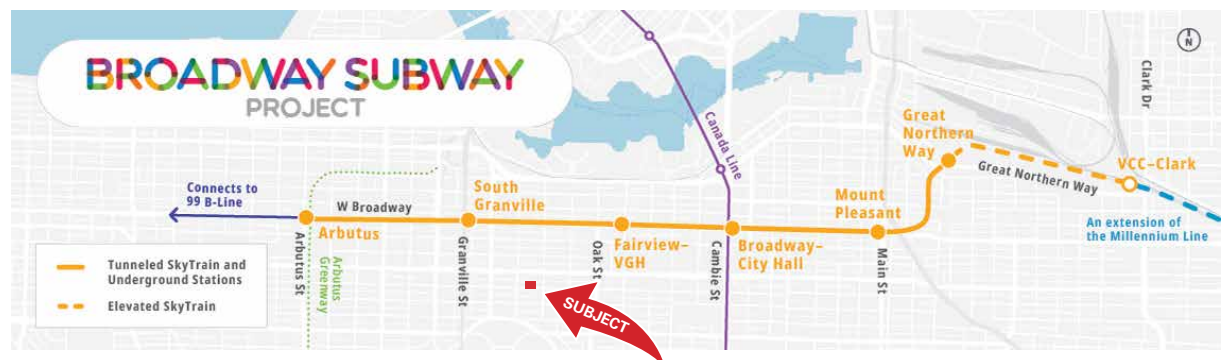 BROADWAY SUBWAY
PROJECT
N
Clark Dr
Great
Northern
Way
Canada Line
VCC–Clark
Great Northern Way
Connects to
99 B-Line
South
Granville
Mount
Pleasant
W Broadway
An extension of
the Millennium Line
Arbutus
Fairview–
VGH
Broadway–
City Hall
Arbutus St
Arbutus
Greenway
Granville St
Oak St
Cambie St
Main St
Tunneled SkyTrain and
Underground Stations
Elevated SkyTrain
SUBJECT